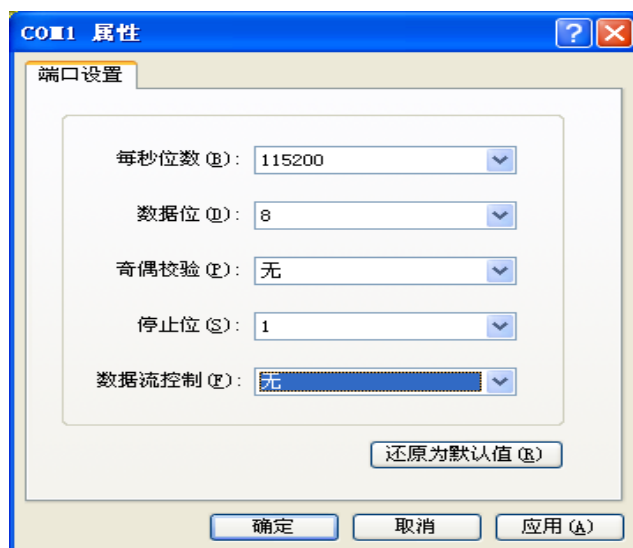 COM1 属性
端口设置
每秒位数(B): 115200
数据位(D): 8
奇偶校验(P): 无
停止位(S): 1
数据流控制(F): 无
还原为默认值(R)
确定 取消 应用(A)